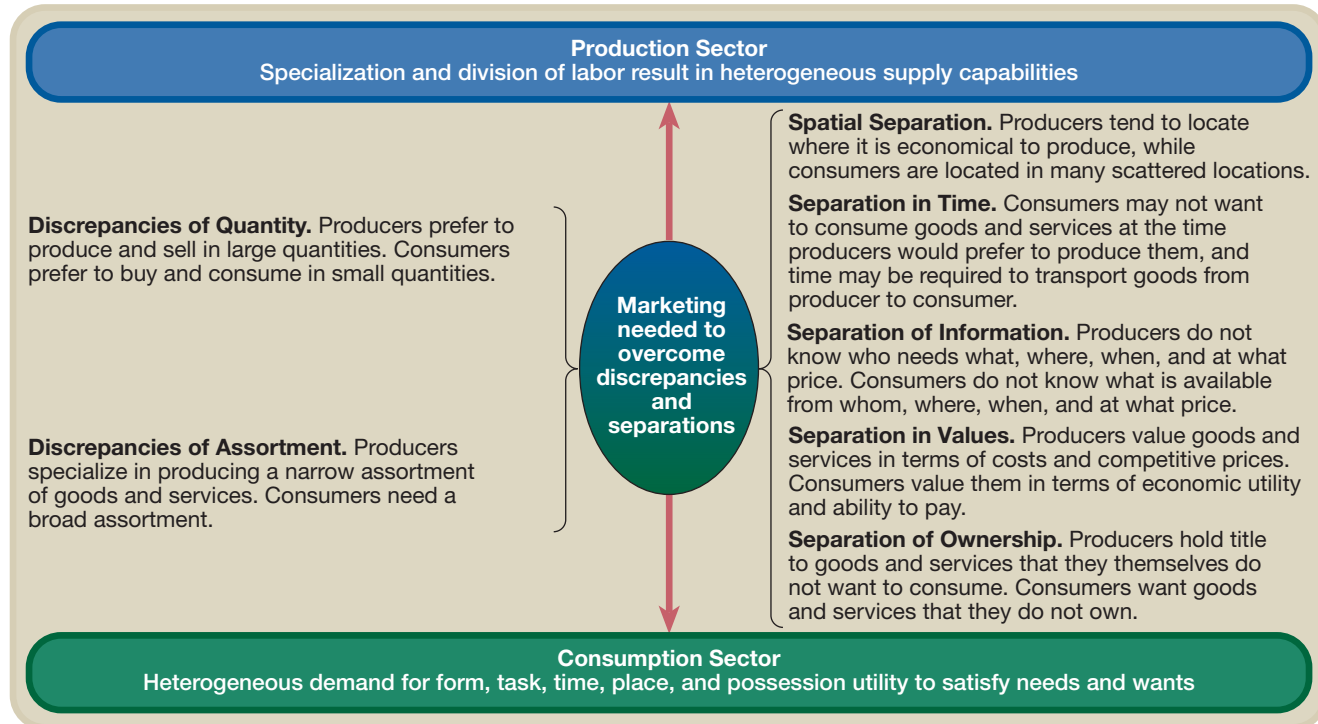 Production Sector
Specialization and division of labor result in heterogeneous supply capabilities
Discrepancies of Quantity. Producers prefer to
produce and sell in large quantities. Consumers
prefer to buy and consume in small quantities.
Discrepancies of Assortment. Producers
specialize in producing a narrow assortment
of goods and services. Consumers need a
broad assortment.
Marketing
needed to
overcome
discrepancies
and
separations
Spatial Separation. Producers tend to locate
where it is economical to produce, while
consumers are located in many scattered locations.
Separation in Time. Consumers may not want
to consume goods and services at the time
producers would prefer to produce them, and
time may be required to transport goods from
producer to consumer.
Separation of Information. Producers do not
know who needs what, where, when, and at what
price. Consumers do not know what is available
from whom, where, when, and at what price.
Separation in Values. Producers value goods and
services in terms of costs and competitive prices.
Consumers value them in terms of economic utility
and ability to pay.
Separation of Ownership. Producers hold title
to goods and services that they themselves do
not want to consume. Consumers want goods
and services that they do not own.
Consumption Sector
Heterogeneous demand for form, task, time, place, and possession utility to satisfy needs and wants